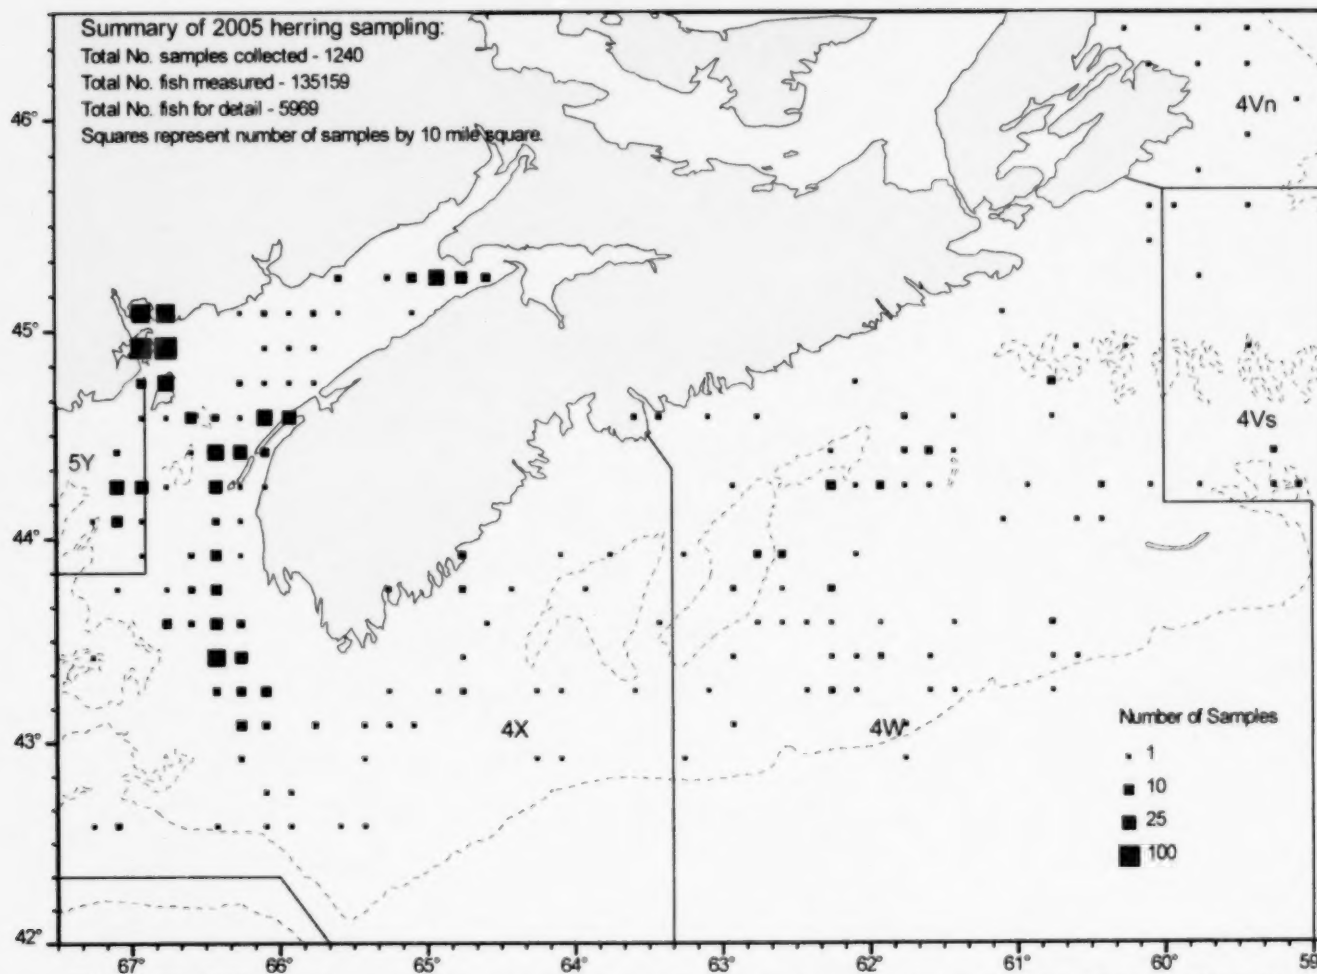 Summary of 2005 herring sampling:
Total No. samples collected - 1240
Total No. fish measured - 135159
Total No. fish for detail - 5969
Squares represent number of samples by 10 mile square.
46°
45°
44°
43°
42°
4Vn
4Vs
5Y
4X
4W
Number of Samples
1
10
25
100
67°
66°
65°
64°
63°
62°
61°
60°
59